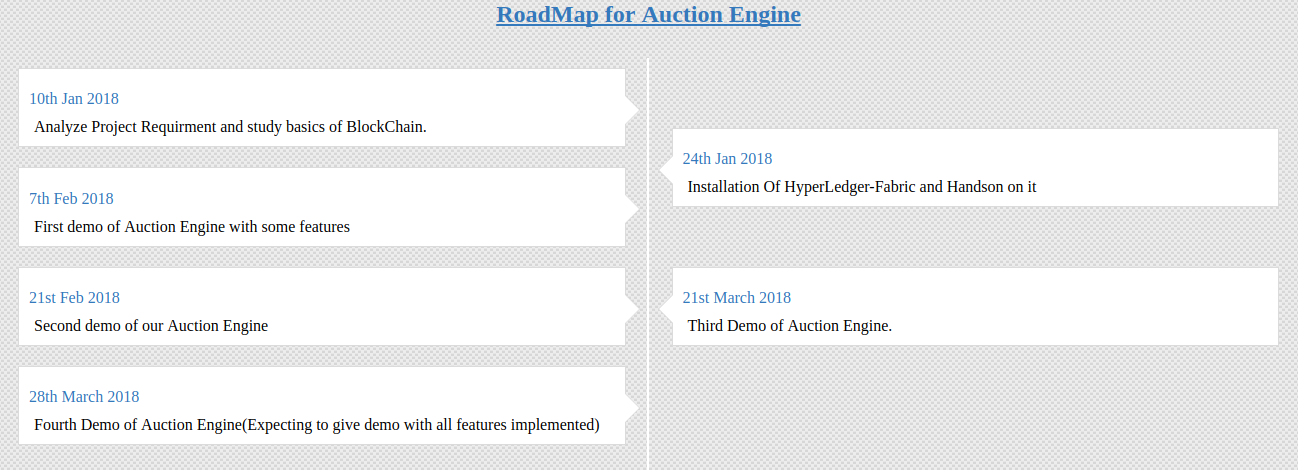 RoadMap for Auction Engine
10th Jan 2018
Analyze Project Requirment and study basics of BlockChain.
24th Jan 2018
Installation Of HyperLedger-Fabric and Handson on it
7th Feb 2018
First demo of Auction Engine with some features
21st Feb 2018
Second demo of our Auction Engine
21st March 2018
Third Demo of Auction Engine.
28th March 2018
Fourth Demo of Auction Engine(Expecting to give demo with all features implemented)